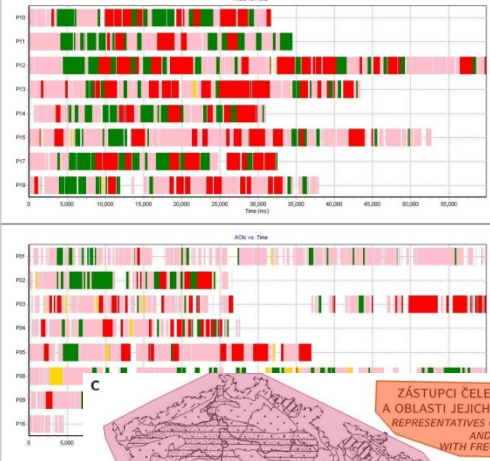 P10
P11
P12
P13
P14
P15
P17
P19
0 5,000 10,000 15,000 20,000 25,000 30,000 35,000 40,000 45,000 50,000 55,000
Time (ms)
AOIs vs. Time
P01
P02
P03
P04
P05
P08
P09
P16
0 5,000
C
ZÁSTUPCI ČELE
A OBLASTI JEJICH
REPRESENTATIVES
AND
WITH FRE